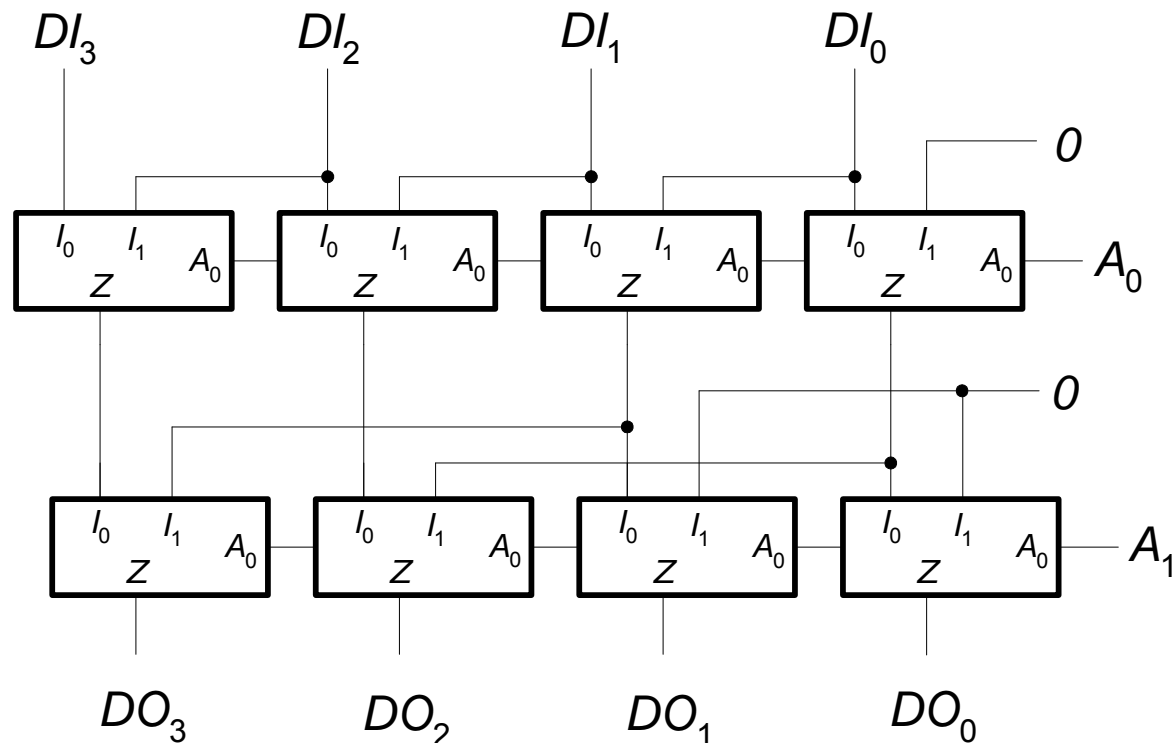 DI₃ DI₂ DI₁ DI₀
0
I₀ I₁ A₀ Z I₀ I₁ A₀ Z I₀ I₁ A₀ Z I₀ I₁ A₀ Z A₀
0
I₀ I₁ A₀ Z I₀ I₁ A₀ Z I₀ I₁ A₀ Z I₀ I₁ A₀ Z A₁
DO₃ DO₂ DO₁ DO₀